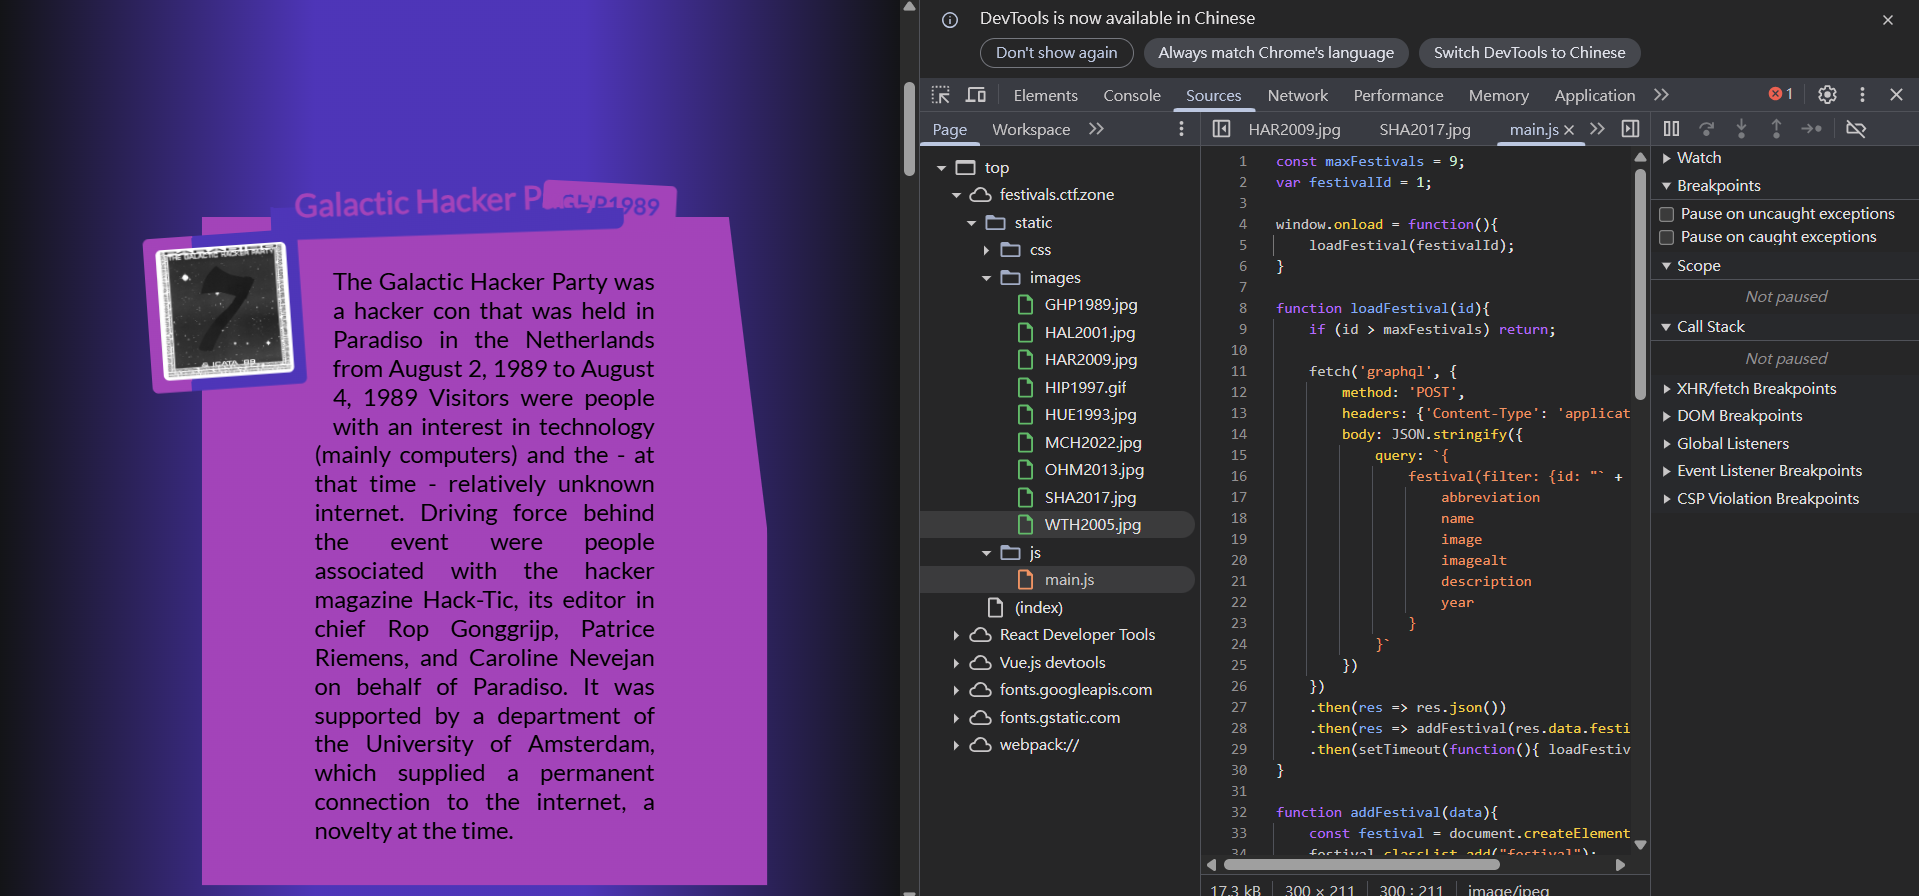 Galactic Hacker P
GHP1989
The Galactic Hacker Party was
a hacker con that was held in
Paradiso in the Netherlands
from August 2, 1989 to August
4, 1989 Visitors were people
with an interest in technology
(mainly computers) and the - at
that time - relatively unknown
internet. Driving force behind
the event were people
associated with the hacker
magazine Hack-Tic, its editor in
chief Rop Gonggrijp, Patrice
Riemens, and Caroline Nevejan
on behalf of Paradiso. It was
supported by a department of
the University of Amsterdam,
which supplied a permanent
connection to the internet, a
novelty at the time.
DevTools is now available in Chinese
Don't show again
Always match Chrome's language
Switch DevTools to Chinese
Elements Console Sources Network Performance Memory Application 1
Page Workspace
top
festivals.ctf.zone
static
css
images
GHP1989.jpg
HAL2001.jpg
HAR2009.jpg
HIP1997.gif
HUE1993.jpg
MCH2022.jpg
OHM2013.jpg
SHA2017.jpg
WTH2005.jpg
js
main.js
(index)
React Developer Tools
Vue.js devtools
fonts.googleapis.com
fonts.gstatic.com
webpack://
HAR2009.jpg SHA2017.jpg main.js
1 const maxFestivals = 9;
2 var festivalId = 1;
3
4 window.onload = function(){
5 loadFestival(festivalId);
6 }
7
8 function loadFestival(id){
9 if (id > maxFestivals) return;
10
11 fetch('graphql', {
12 method: 'POST',
13 headers: {'Content-Type': 'applicat
14 body: JSON.stringify({
15 query: `{
16 festival(filter: {id: "` +
17 abbreviation
18 name
19 image
20 imagealt
21 description
22 year
23 }
24 }`
25 })
26 })
27 .then(res => res.json())
28 .then(res => addFestival(res.data.festi
29 .then(setTimeout(function(){ loadFestiv
30 }
31
32 function addFestival(data){
33 const festival = document.createElement
34 festival.classList.add("festival");
17.3 kB 300 × 211 300 : 211 image/jpeg
Watch
Breakpoints
Pause on uncaught exceptions
Pause on caught exceptions
Scope
Not paused
Call Stack
Not paused
XHR/fetch Breakpoints
DOM Breakpoints
Global Listeners
Event Listener Breakpoints
CSP Violation Breakpoints